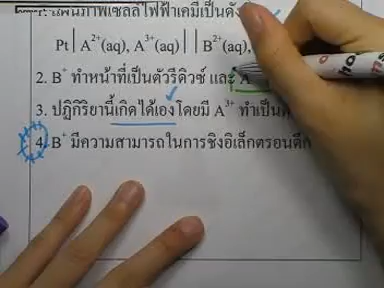 แผนภาพเซลล์ไฟฟ้าเคมีเป็นดัง
Pt | A²⁺(aq), A³⁺(aq) | | B²⁺(aq),
2. B⁺ ทำหน้าที่เป็นตัวรีดิวซ์ และ A
3. ปฏิกิริยานี้เกิดได้เองโดยมี A³⁺ ทำเป็น
4. B⁺ มีความสามารถในการชิงอิเล็กตรอนดีก